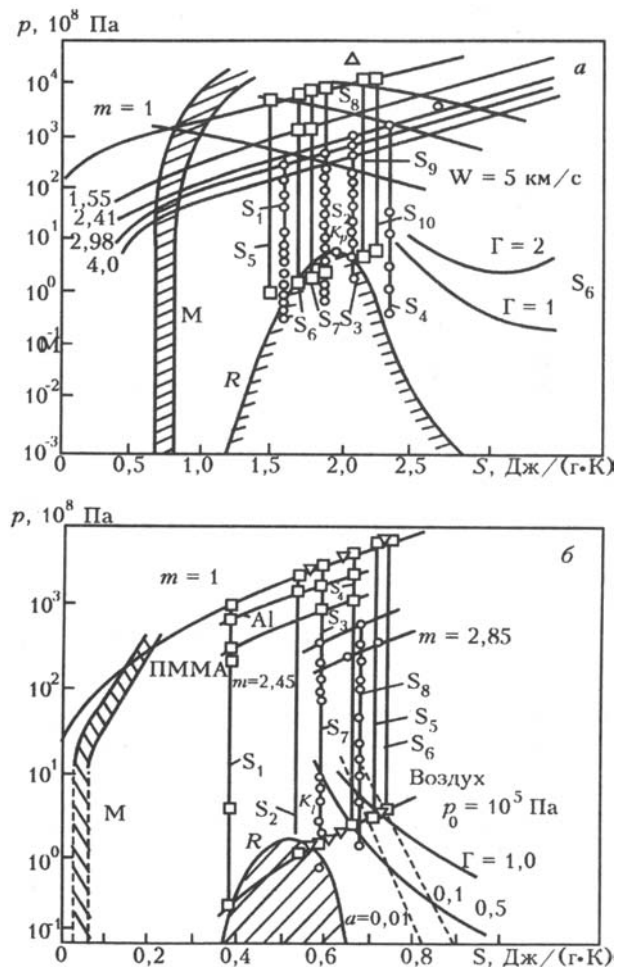 p, 10⁸ Па
10⁴
10³
10²
10¹
10⁰
10⁻¹
10⁻²
10⁻³
m = 1
1,55
2,41
2,98
4,0
а
S₈
S₉
W = 5 км/с
S₁
S₂
S₁₀
S₅
Kₚ
Γ = 2
S₆
M
S₆
S₇
S₃
S₄
Γ = 1
M
R
0
0,5
1,0
1,5
2,0
2,5
S, Дж/(г•К)
p, 10⁸ Па
10³
10²
10¹
10⁰
10⁻¹
б
m = 1
Al
S₄
S₃
ПММА
m=2,45
m = 2,85
S₈
S₇
S₁
S₅
S₆
M
S₂
Воздух
p₀ = 10⁵ Па
R
Γ = 1,0
0,1
0,5
a=0,01
0
0,2
0,4
0,6
0,8
S, Дж/(г•К)